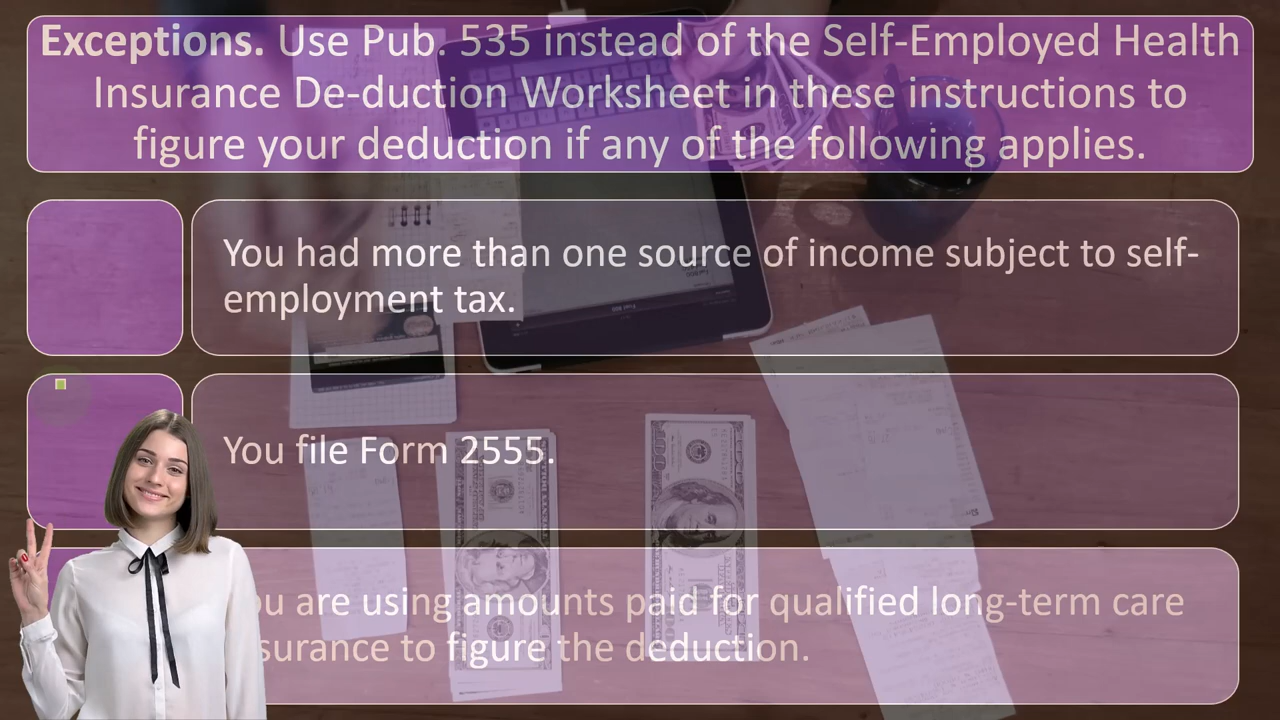 Exceptions. Use Pub. 535 instead of the Self-Employed Health
Insurance De-duction Worksheet in these instructions to
figure your deduction if any of the following applies.
You had more than one source of income subject to self-
employment tax.
You file Form 2555.
ou are using amounts paid for qualified long-term care
surance to figure the deduction.